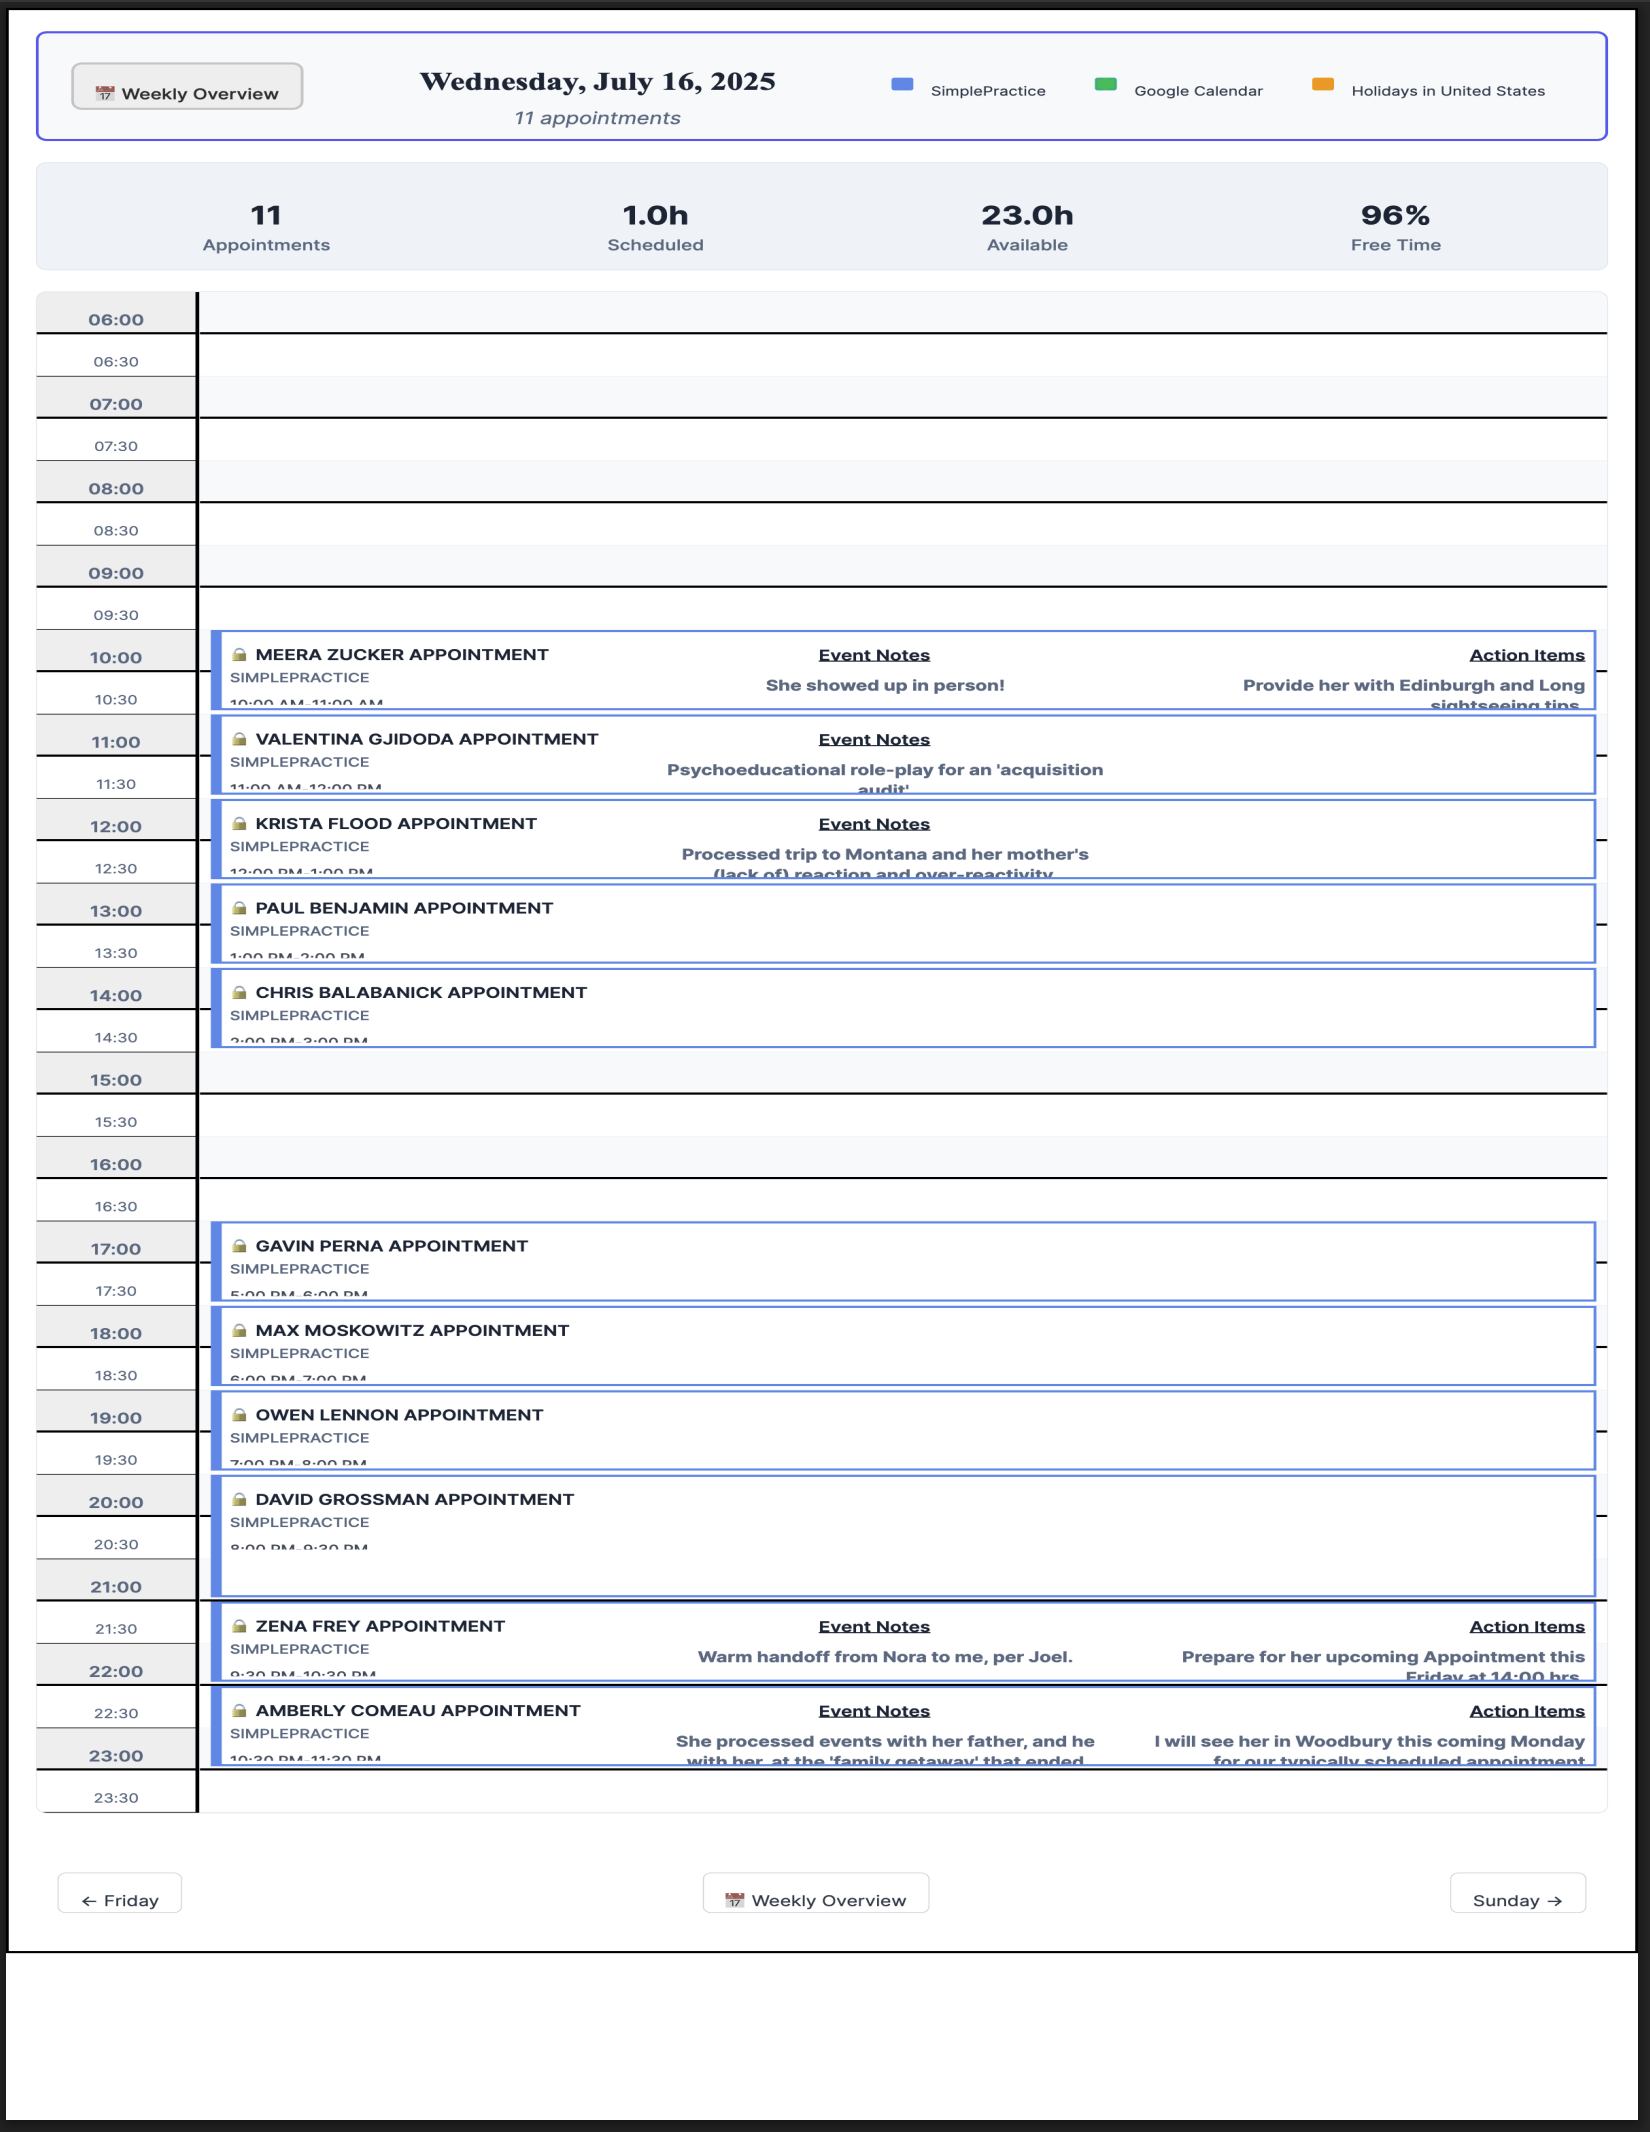 📅 Weekly Overview
Wednesday, July 16, 2025
11 appointments
SimplePractice
Google Calendar
Holidays in United States
11
Appointments
1.0h
Scheduled
23.0h
Available
96%
Free Time
06:00
06:30
07:00
07:30
08:00
08:30
09:00
09:30
10:00
10:30
🔒 MEERA ZUCKER APPOINTMENT
SIMPLEPRACTICE
10:00 AM-11:00 AM
Event Notes
She showed up in person!
Action Items
Provide her with Edinburgh and Long
sightseeing tips.
11:00
11:30
🔒 VALENTINA GJIDODA APPOINTMENT
SIMPLEPRACTICE
11:00 AM-12:00 PM
Event Notes
Psychoeducational role-play for an 'acquisition
audit'
12:00
12:30
🔒 KRISTA FLOOD APPOINTMENT
SIMPLEPRACTICE
12:00 PM-1:00 PM
Event Notes
Processed trip to Montana and her mother's
(lack of) reaction and over-reactivity
13:00
13:30
🔒 PAUL BENJAMIN APPOINTMENT
SIMPLEPRACTICE
1:00 PM-2:00 PM
14:00
14:30
🔒 CHRIS BALABANICK APPOINTMENT
SIMPLEPRACTICE
2:00 PM-3:00 PM
15:00
15:30
16:00
16:30
17:00
17:30
🔒 GAVIN PERNA APPOINTMENT
SIMPLEPRACTICE
5:00 PM-6:00 PM
18:00
18:30
🔒 MAX MOSKOWITZ APPOINTMENT
SIMPLEPRACTICE
6:00 PM-7:00 PM
19:00
19:30
🔒 OWEN LENNON APPOINTMENT
SIMPLEPRACTICE
7:00 PM-8:00 PM
20:00
20:30
21:00
🔒 DAVID GROSSMAN APPOINTMENT
SIMPLEPRACTICE
8:00 PM-9:30 PM
21:30
22:00
🔒 ZENA FREY APPOINTMENT
SIMPLEPRACTICE
9:30 PM-10:30 PM
Event Notes
Warm handoff from Nora to me, per Joel.
Action Items
Prepare for her upcoming Appointment this
Friday at 14:00 hrs.
22:30
23:00
🔒 AMBERLY COMEAU APPOINTMENT
SIMPLEPRACTICE
10:30 PM-11:30 PM
Event Notes
She processed events with her father, and he
with her, at the 'family getaway' that ended
Action Items
I will see her in Woodbury this coming Monday
for our typically scheduled appointment
23:30
← Friday
📅 Weekly Overview
Sunday →